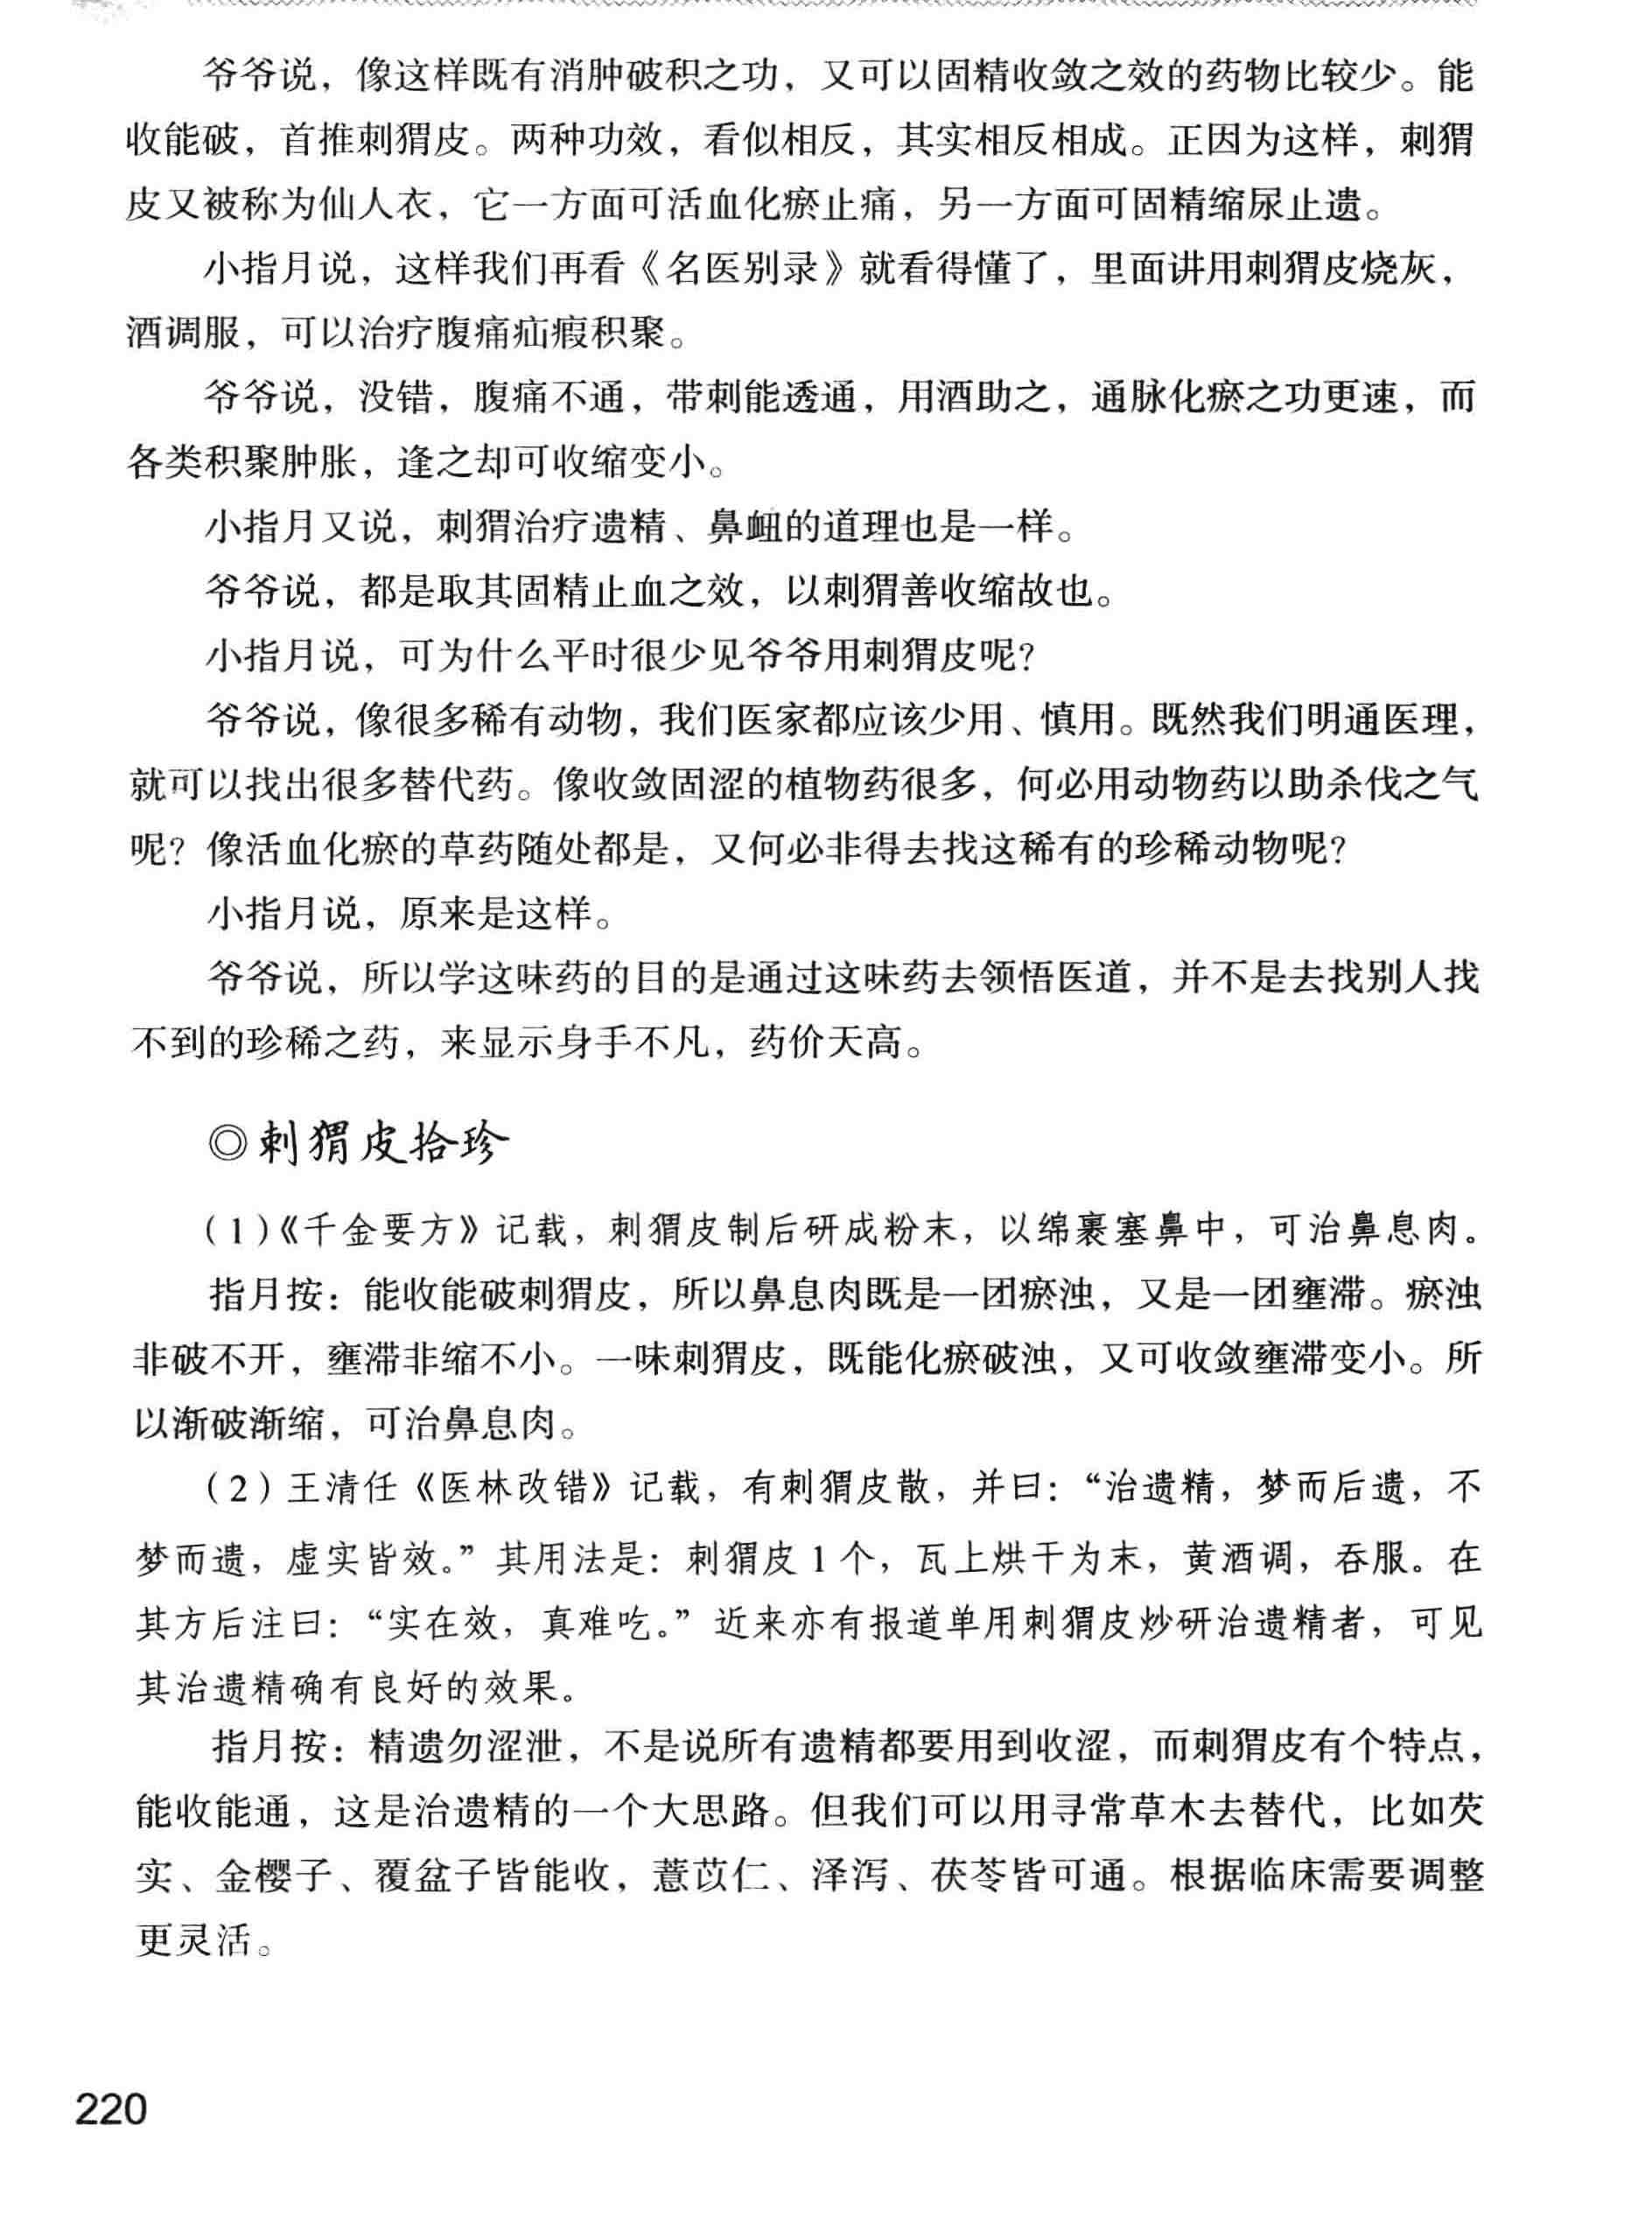 爷爷说，像这样既有消肿破积之功，又可以固精收敛之效的药物比较少。能
收能破，首推刺猬皮。两种功效，看似相反，其实相反相成。正因为这样，刺猬
皮又被称为仙人衣，它一方面可活血化瘀止痛，另一方面可固精缩尿止遗。
小指月说，这样我们再看《名医别录》就看得懂了，里面讲用刺猬皮烧灰，
酒调服，可以治疗腹痛疝瘕积聚。
爷爷说，没错，腹痛不通，带刺能透通，用酒助之，通脉化瘀之功更速，而
各类积聚肿胀，逢之却可收缩变小。
小指月又说，刺猬治疗遗精、鼻衄的道理也是一样。
爷爷说，都是取其固精止血之效，以刺猬善收缩故也。
小指月说，可为什么平时很少见爷爷用刺猬皮呢？
爷爷说，像很多稀有动物，我们医家都应该少用、慎用。既然我们明通医理，
就可以找出很多替代药。像收敛固涩的植物药很多，何必用动物药以助杀伐之气
呢？像活血化瘀的草药随处都是，又何必非得去找这稀有的珍稀动物呢？
小指月说，原来是这样。
爷爷说，所以学这味药的目的是通过这味药去领悟医道，并不是去找别人找
不到的珍稀之药，来显示身手不凡，药价天高。
◎刺猬皮拾珍
（1）《千金要方》记载，刺猬皮制后研成粉末，以绵裹塞鼻中，可治鼻息肉。
指月按：能收能破刺猬皮，所以鼻息肉既是一团瘀浊，又是一团壅滞。瘀浊
非破不开，壅滞非缩不小。一味刺猬皮，既能化瘀破浊，又可收敛壅滞变小。所
以渐破渐缩，可治鼻息肉。
（2）王清任《医林改错》记载，有刺猬皮散，并曰：“治遗精，梦而后遗，不
梦而遗，虚实皆效。”其用法是：刺猬皮1个，瓦上烘干为末，黄酒调，吞服。在
其方后注曰：“实在效，真难吃。”近来亦有报道单用刺猬皮炒研治遗精者，可见
其治遗精确有良好的效果。
指月按：精遗勿涩泄，不是说所有遗精都要用到收涩，而刺猬皮有个特点，
能收能通，这是治遗精的一个大思路。但我们可以用寻常草木去替代，比如芡
实、金樱子、覆盆子皆能收，薏苡仁、泽泻、茯苓皆可通。根据临床需要调整
更灵活。
220